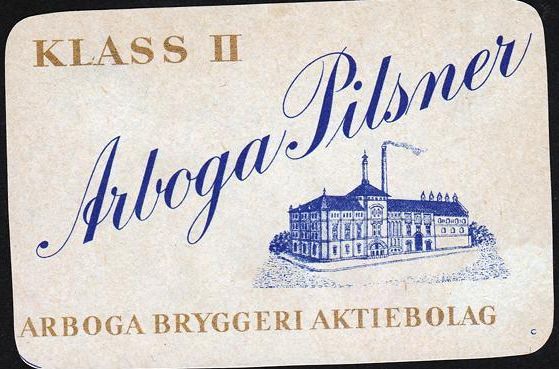 KLASS II
Arboga Pilsner
ARBOGA BRYGGERI AKTIEBOLAG
C